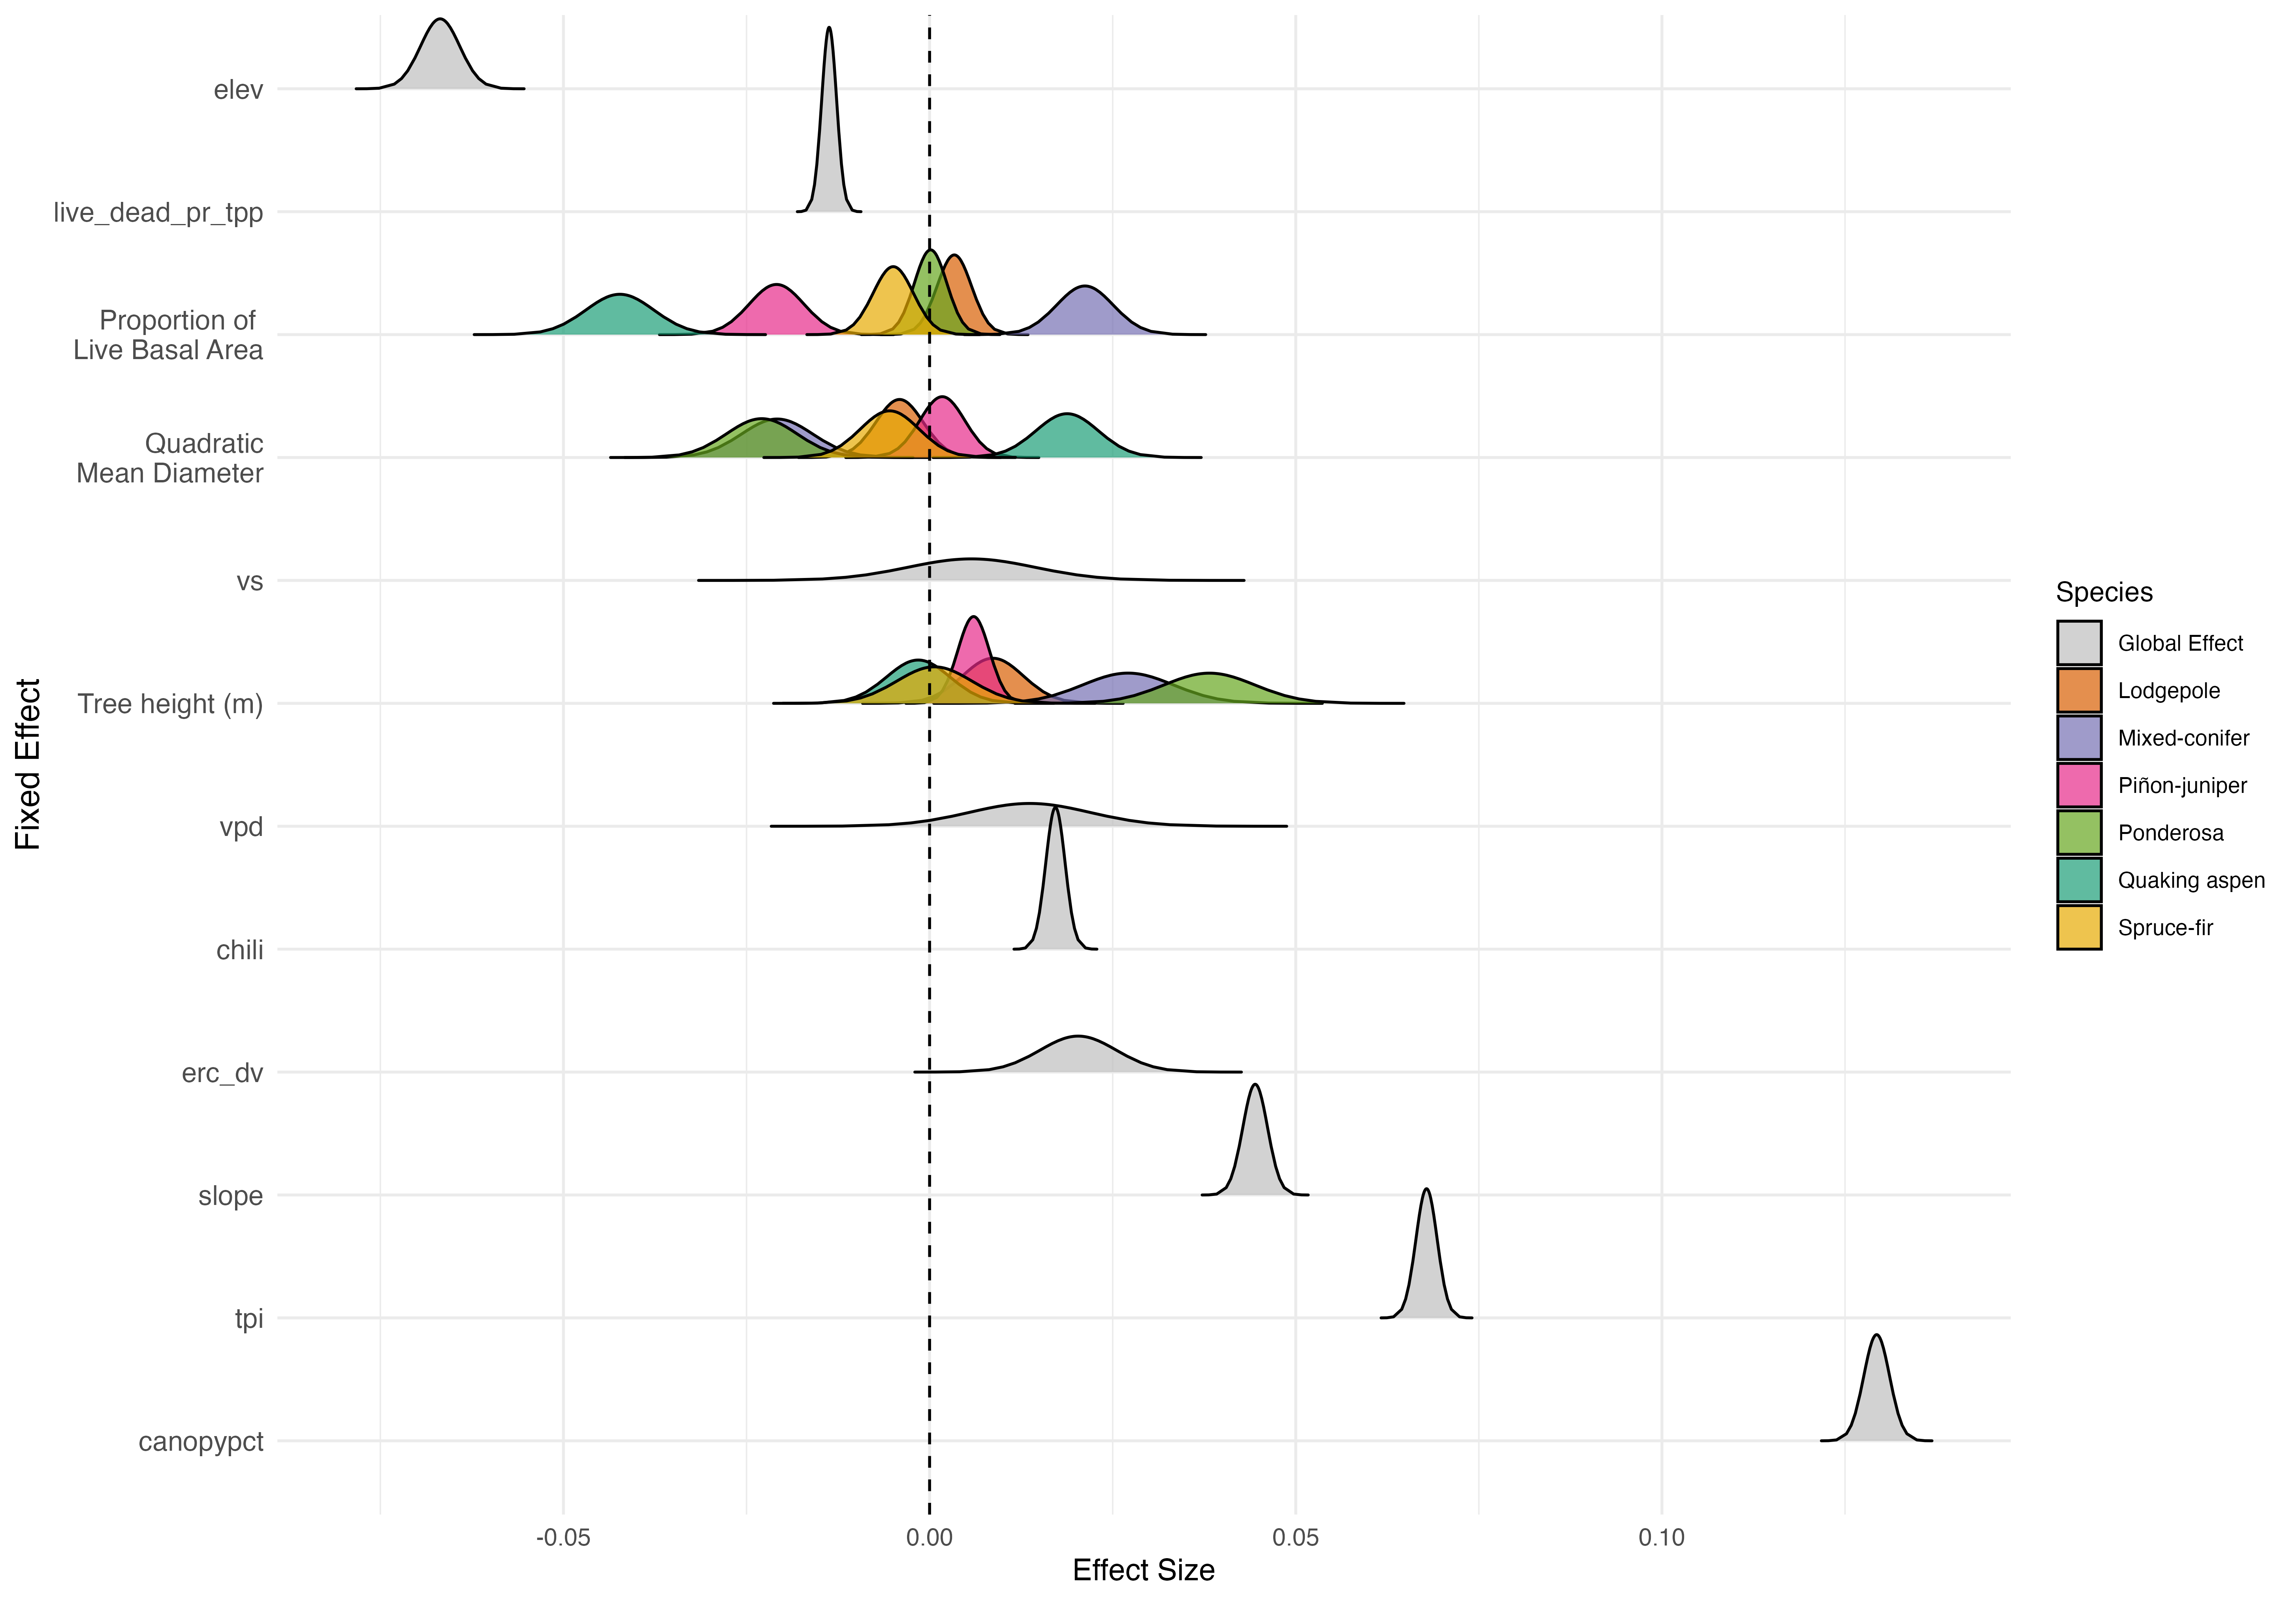 Fixed Effect
elev
live_dead_pr_tpp
Proportion of
Live Basal Area
Quadratic
Mean Diameter
vs
Tree height (m)
vpd
chili
erc_dv
slope
tpi
canopypct
-0.05
0.00
0.05
0.10
Effect Size
Species
Global Effect
Lodgepole
Mixed-conifer
Piñon-juniper
Ponderosa
Quaking aspen
Spruce-fir